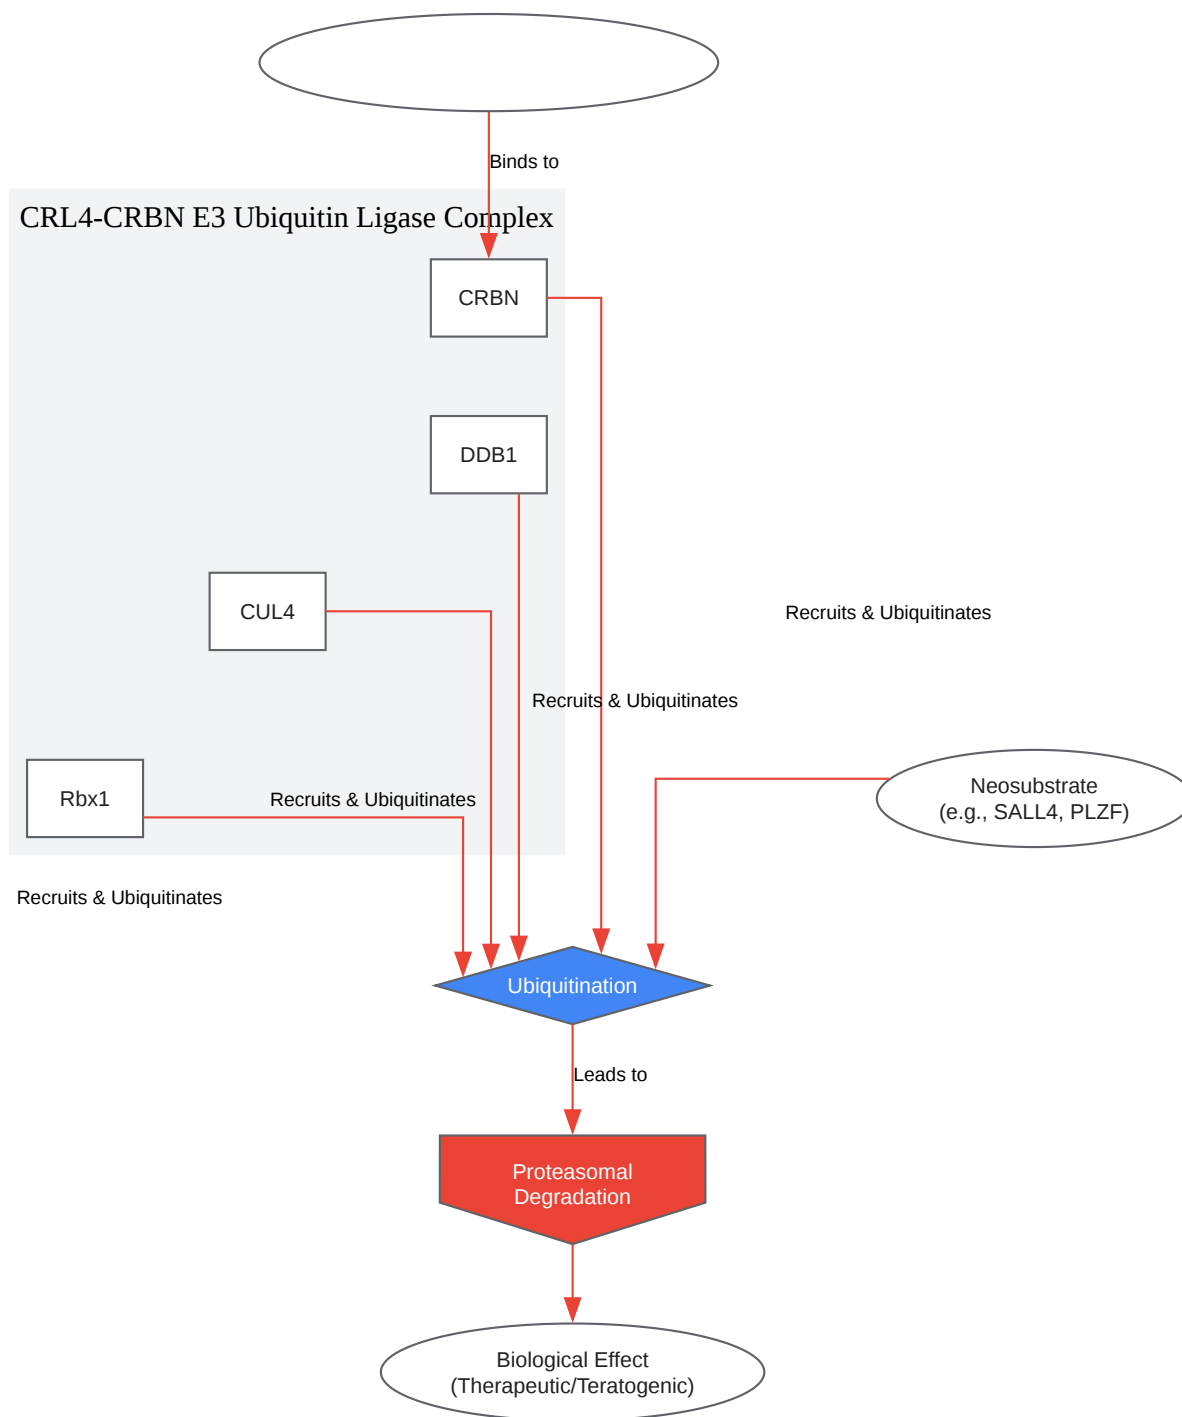 Binds to
CRL4-CRBN E3 Ubiquitin Ligase Complex
CRBN
DDB1
CUL4
Recruits & Ubiquitinates
Recruits & Ubiquitinates
Neosubstrate
(e.g., SALL4, PLZF)
Rbx1
Recruits & Ubiquitinates
Recruits & Ubiquitinates
Ubiquitination
Leads to
Proteasomal
Degradation
Biological Effect
(Therapeutic/Teratogenic)